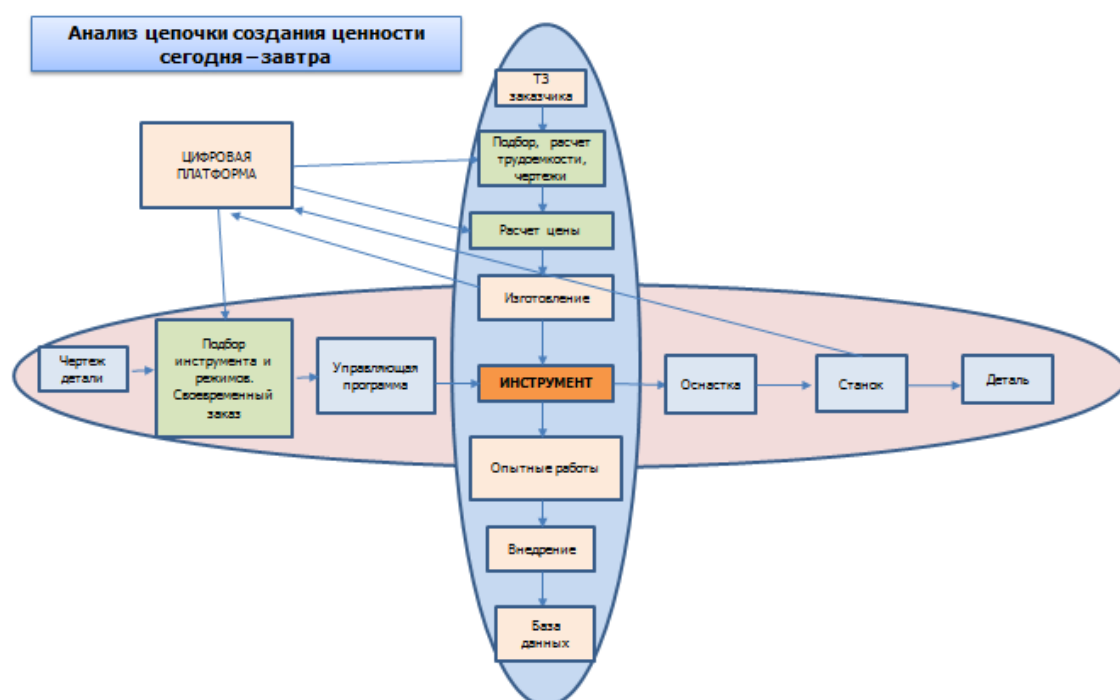 Анализ цепочки создания ценности
сегодня – завтра
ТЗ
заказчика
ЦИФРОВАЯ
ПЛАТФОРМА
Подбор, расчет
трудоемкости,
чертежи
Расчет цены
Изготовление
Чертеж
детали
Подбор
инструмента и
режимов.
Своевременный
заказ
Управляющая
программа
ИНСТРУМЕНТ
Оснастка
Станок
Деталь
Опытные работы
Внедрение
База
данных